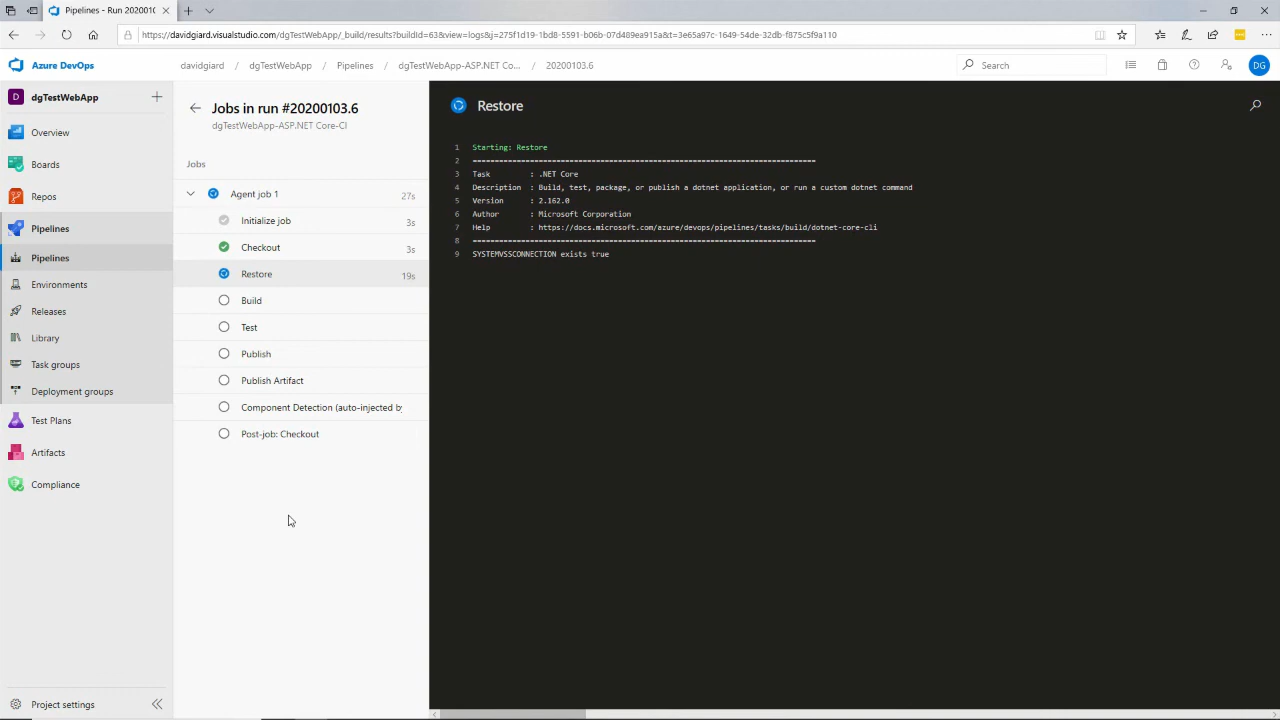 Pipelines - Run 2020010
https://davidgiard.visualstudio.com/dgTestWebApp/_build/results?buildId=63&view=logs&j=275f1d19-1bd8-5591-b06b-07d489ea915a&t=3e65a97c-1649-54de-32db-f875c5f9a110
Azure DevOps
davidgiard / dgTestWebApp / Pipelines / dgTestWebApp-ASP.NET Co... / 20200103.6
Search
DG
D dgTestWebApp
Overview
Boards
Repos
Pipelines
Pipelines
Environments
Releases
Library
Task groups
Deployment groups
Test Plans
Artifacts
Compliance
Project settings
Jobs in run #20200103.6
dgTestWebApp-ASP.NET Core-CI
Jobs
Agent job 1 27s
Initialize job 3s
Checkout 3s
Restore 19s
Build
Test
Publish
Publish Artifact
Component Detection (auto-injected by
Post-job: Checkout
Restore
1 Starting: Restore
2 ==============================================================================
3 Task : .NET Core
4 Description : Build, test, package, or publish a dotnet application, or run a custom dotnet command
5 Version : 2.162.0
6 Author : Microsoft Corporation
7 Help : https://docs.microsoft.com/azure/devops/pipelines/tasks/build/dotnet-core-cli
8 ==============================================================================
9 SYSTEMVSSCONNECTION exists true